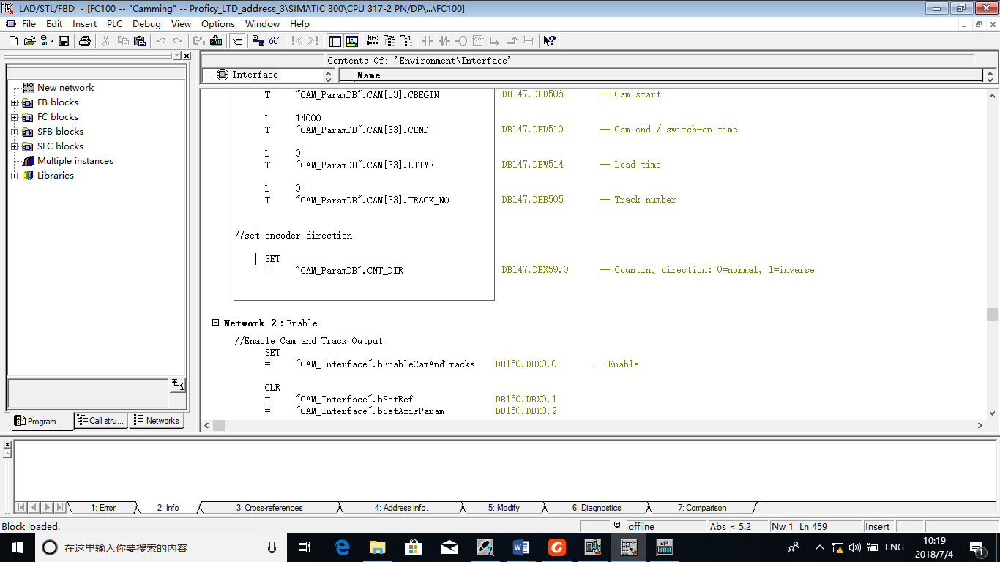 LAD/STL/FBD - [FC100 -- "Camming" -- Proficy_LTD_address_3\SIMATIC 300\CPU 317-2 PN/DP\...\FC100]
File Edit Insert PLC Debug View Options Window Help
Contents Of: 'Environment\Interface'
Interface
Name
New network
FB blocks
FC blocks
SFB blocks
SFC blocks
Multiple instances
Libraries
T "CAM_ParamDB".CAM[33].CBEGIN DB147.DBD506 -- Cam start
L 14000
T "CAM_ParamDB".CAM[33].CEND DB147.DBD510 -- Cam end / switch-on time
L 0
T "CAM_ParamDB".CAM[33].LTIME DB147.DBW514 -- Lead time
L 0
T "CAM_ParamDB".CAM[33].TRACK_NO DB147.DBB505 -- Track number
//set encoder direction
SET
= "CAM_ParamDB".CNT_DIR DB147.DBX59.0 -- Counting direction: 0=normal, 1=inverse
Network 2 : Enable
//Enable Cam and Track Output
SET
= "CAM_Interface".bEnableCamAndTracks DB150.DBX0.0 -- Enable
CLR
= "CAM_Interface".bSetRef DB150.DBX0.1
= "CAM_Interface".bSetAxisParam DB150.DBX0.2
Program ... Call stru... Networks
1: Error 2: Info 3: Cross-references 4: Address info. 5: Modify 6: Diagnostics 7: Comparison
Block loaded. offline Abs < 5.2 Nw 1 Ln 459 Insert
在这里输入你要搜索的内容
ENG
10:19
2018/7/4
1